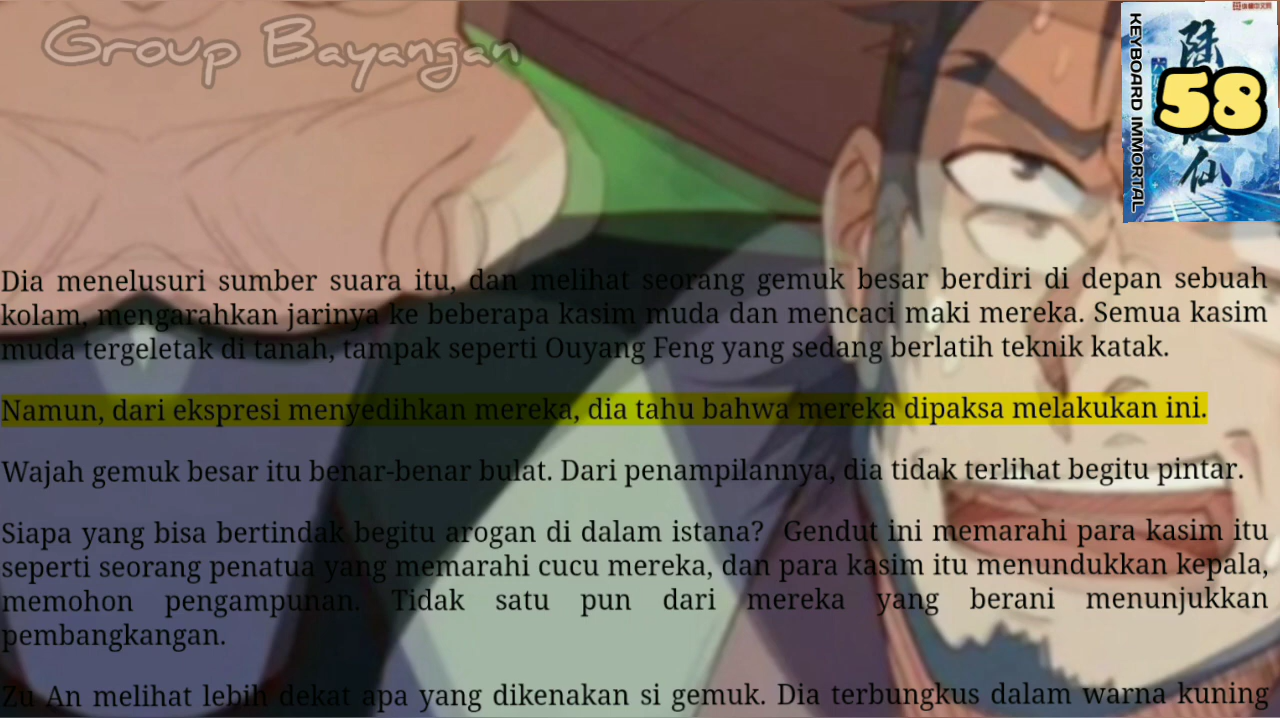 Group Bayangan
KEYBOARD IMMORTAL
58
Dia menelusuri sumber suara itu, dan melihat seorang gemuk besar berdiri di depan sebuah
kolam, mengarahkan jarinya ke beberapa kasim muda dan mencaci maki mereka. Semua kasim
muda tergeletak di tanah, tampak seperti Ouyang Feng yang sedang berlatih teknik katak.
Namun, dari ekspresi menyedihkan mereka, dia tahu bahwa mereka dipaksa melakukan ini.
Wajah gemuk besar itu benar-benar bulat. Dari penampilannya, dia tidak terlihat begitu pintar.
Siapa yang bisa bertindak begitu arogan di dalam istana? Gendut ini memarahi para kasim itu
seperti seorang penatua yang memarahi cucu mereka, dan para kasim itu menundukkan kepala,
memohon pengampunan. Tidak satu pun dari mereka yang berani menunjukkan
pembangkangan.
Zu An melihat lebih dekat apa yang dikenakan si gemuk. Dia terbungkus dalam warna kuning